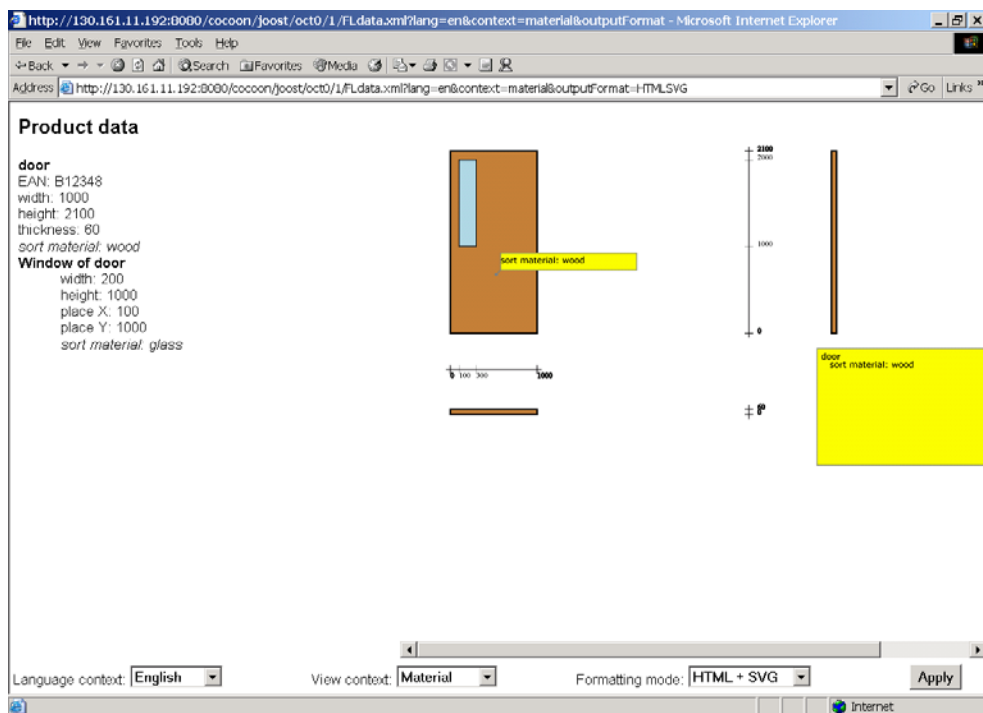 http://130.161.11.192:8080/cocoon/joost/oct0/1/FLdata.xml?lang=en&context=material&outputFormat - Microsoft Internet Explorer
File Edit View Favorites Tools Help
Back Search Favorites Media
Address http://130.161.11.192:8080/cocoon/joost/oct0/1/FLdata.xml?lang=en&context=material&outputFormat=HTMLSVG Go Links »
Product data
door
EAN: B12348
width: 1000
height: 2100
thickness: 60
sort material: wood
Window of door
width: 200
height: 1000
place X: 100
place Y: 1000
sort material: glass
sort material: wood
2100
2000
1000
0
0 100 300 1000
door
sort material: wood
Language context: English View context: Material Formatting mode: HTML + SVG Apply
Internet